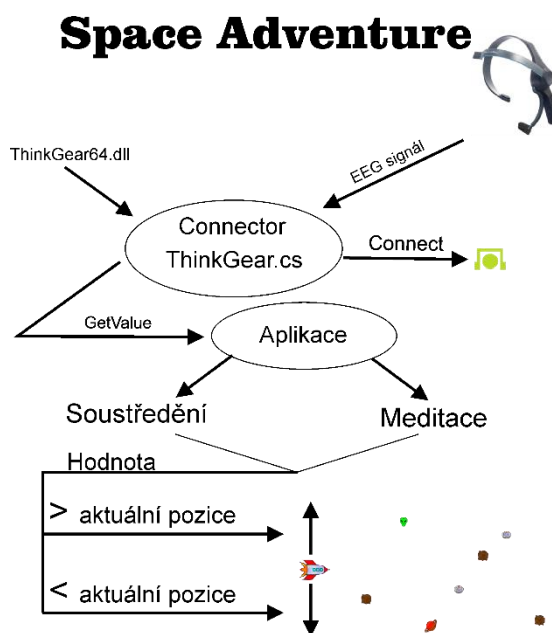 Space Adventure
ThinkGear64.dll
EEG signál
Connector
ThinkGear.cs
Connect
GetValue
Aplikace
Soustředění
Meditace
Hodnota
> aktuální pozice
< aktuální pozice